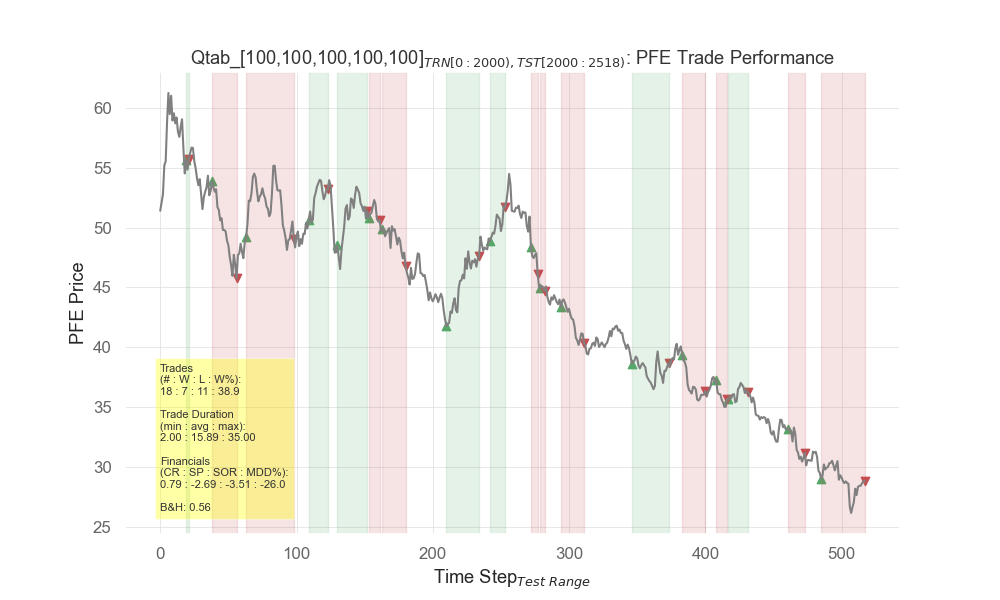 Qtab_[100,100,100,100,100]TRN[0:2000),TST[2000:2518): PFE Trade Performance
60
55
50
45
40
35
30
25
PFE Price
Trades
(# : W : L : W%):
18 : 7 : 11 : 38.9
Trade Duration
(min : avg : max):
2.00 : 15.89 : 35.00
Financials
(CR : SP : SOR : MDD%):
0.79 : -2.69 : -3.51 : -26.0
B&H: 0.56
0 100 200 300 400 500
Time Step Test Range